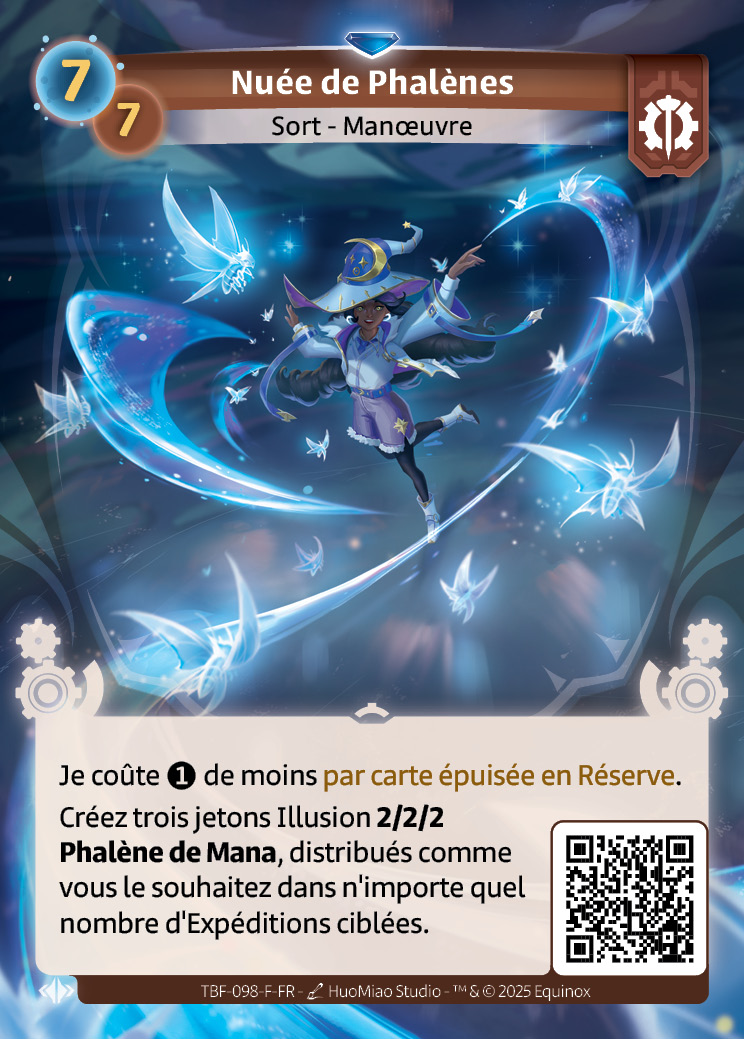 7
Nuée de Phalènes
7
Sort - Manœuvre
Je coûte 1 de moins par carte épuisée en Réserve.
Créez trois jetons Illusion 2/2/2
Phalène de Mana, distribués comme
vous le souhaitez dans n'importe quel
nombre d'Expéditions ciblées.
TBF-098-F-FR - HuoMiao Studio - ™ & © 2025 Equinox